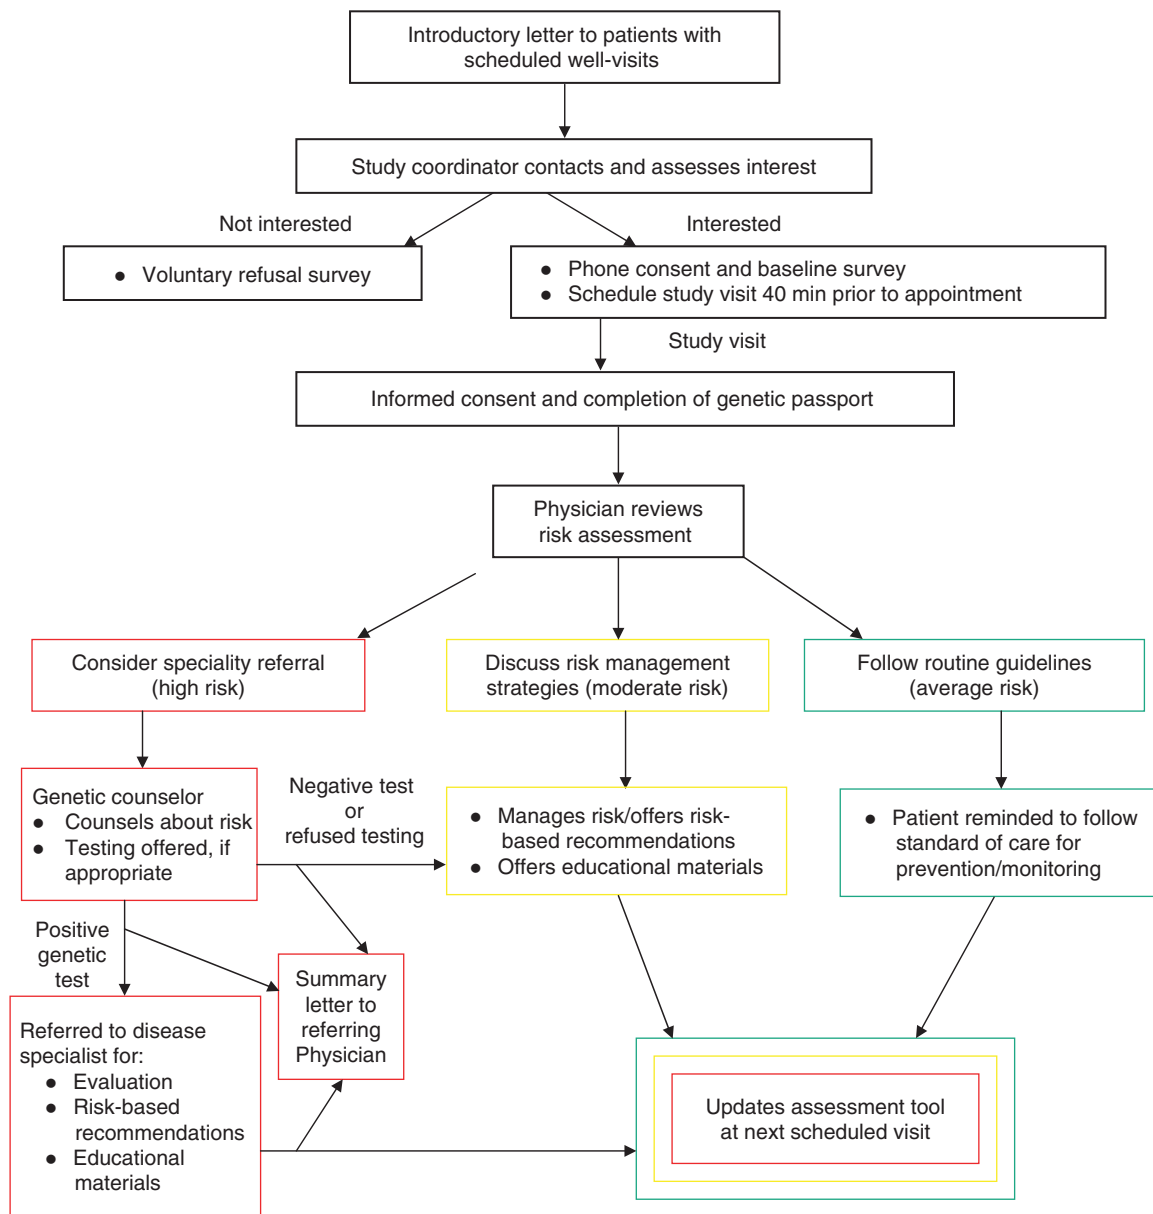 Introductory letter to patients with
scheduled well-visits
Study coordinator contacts and assesses interest
Not interested
Interested
● Voluntary refusal survey
● Phone consent and baseline survey
● Schedule study visit 40 min prior to appointment
Study visit
Informed consent and completion of genetic passport
Physician reviews
risk assessment
Consider speciality referral
(high risk)
Discuss risk management
strategies (moderate risk)
Follow routine guidelines
(average risk)
Genetic counselor
● Counsels about risk
● Testing offered, if
appropriate
Negative test
or
refused testing
● Manages risk/offers risk-
based recommendations
● Offers educational materials
● Patient reminded to follow
standard of care for
prevention/monitoring
Positive
genetic
test
Summary
letter to
referring
Physician
Referred to disease
specialist for:
● Evaluation
● Risk-based
recommendations
● Educational
materials
Updates assessment tool
at next scheduled visit